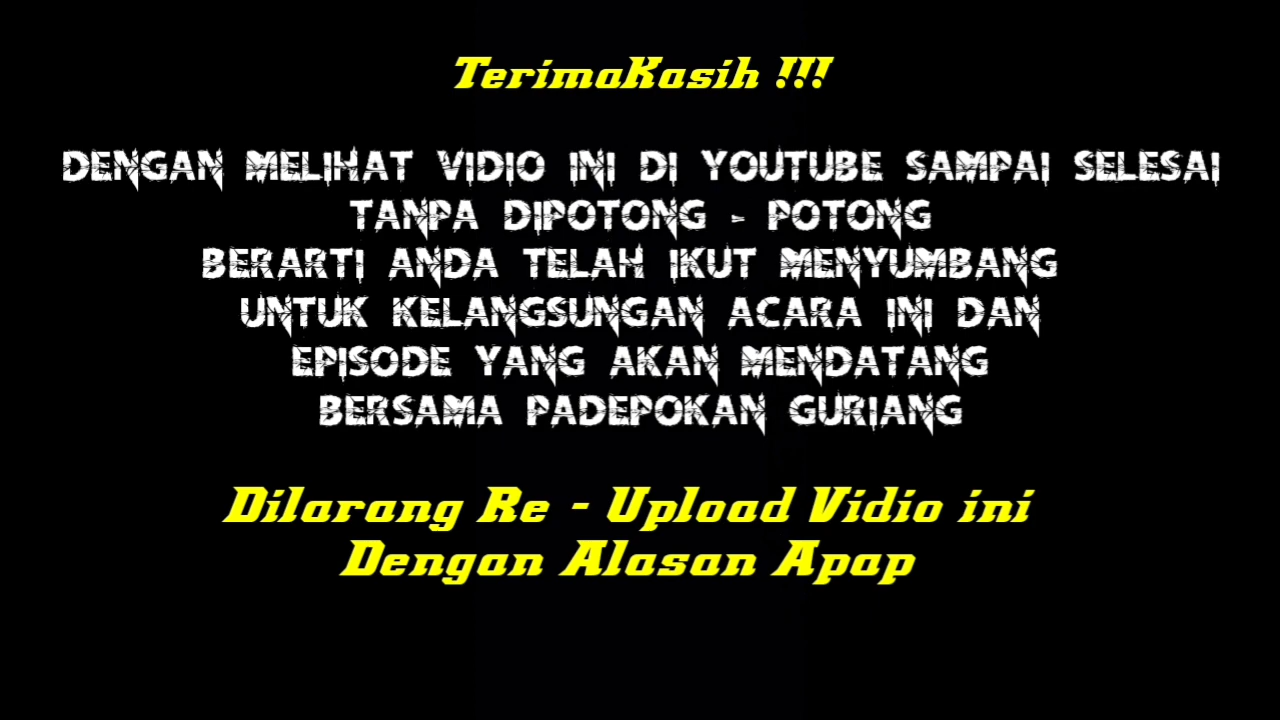 TerimaKasih !!!
DENGAN MELIHAT VIDIO INI DI YOUTUBE SAMPAI SELESAI
TANPA DIPOTONG - POTONG
BERARTI ANDA TELAH IKUT MENYUMBANG
UNTUK KELANGSUNGAN ACARA INI DAN
EPISODE YANG AKAN MENDATANG
BERSAMA PADEPOKAN GURIANG
Dilarang Re - Upload Vidio ini
Dengan Alasan Apap